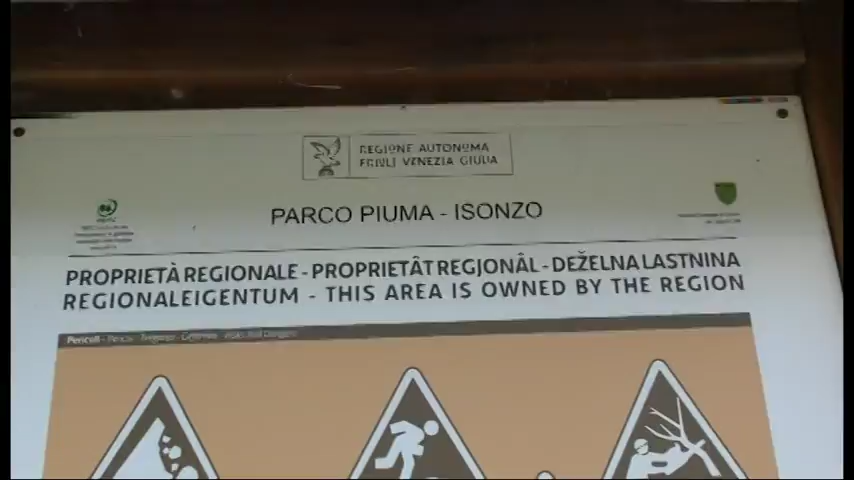 REGIONE AUTONOMA
FRIULI VENEZIA GIULIA
PARCO PIUMA - ISONZO
PROPRIETÀ REGIONALE - PROPRIETÂT REGJONÂL - DEŽELNA LASTNINA
REGIONALEIGENTUM - THIS AREA IS OWNED BY THE REGION
Pericoli